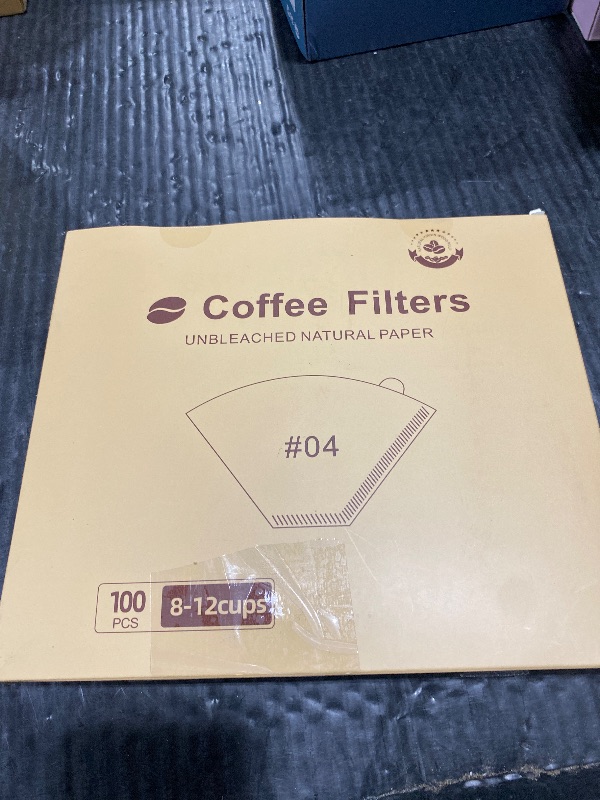 Coffee Filters
UNBLEACHED NATURAL PAPER
#04
100
PCS
8-12cups